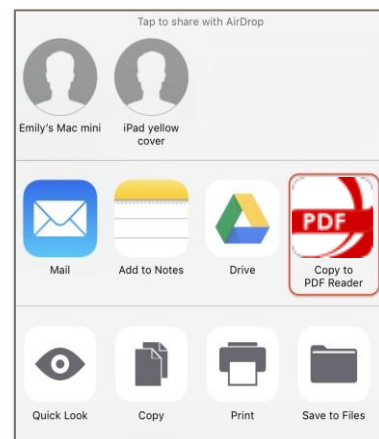 Tap to share with AirDrop
Emily's Mac mini
iPad yellow
cover
PDF
Mail
Add to Notes
Drive
Copy to
PDF Reader
Quick Look
Copy
Print
Save to Files